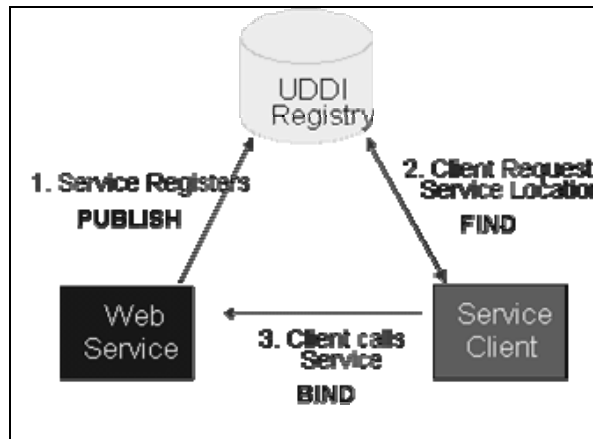 UDDI
Registry
1. Service Registers
PUBLISH
2. Client Request
Service Location
FIND
Web
Service
Service
Client
3. Client calls
Service
BIND